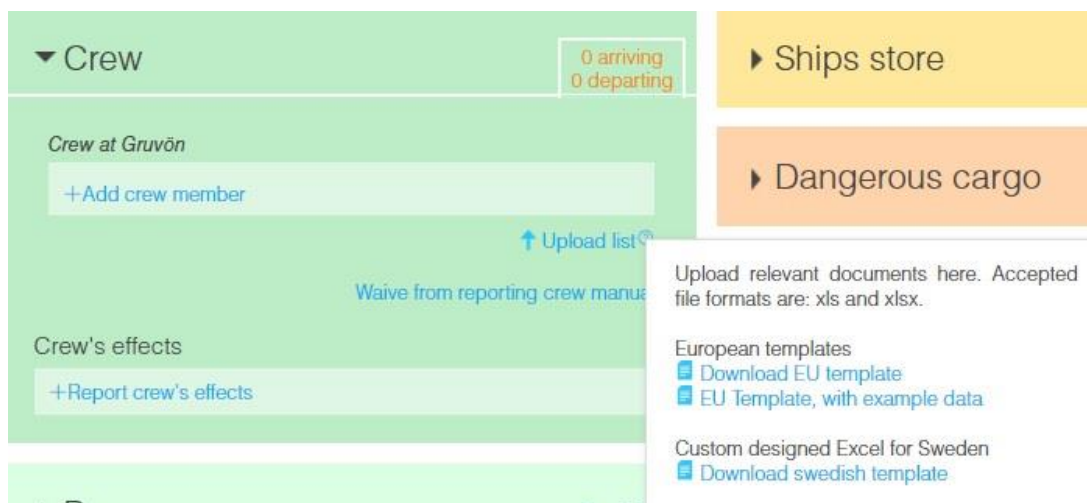 Crew
0 arriving
0 departing
Crew at Gruvön
+Add crew member
Upload list
Waive from reporting crew
Crew's effects
+Report crew's effects
Ships store
Dangerous cargo
Upload relevant documents here. Accepted
file formats are: xls and xlsx.
European templates
Download EU template
EU Template, with example data
Custom designed Excel for Sweden
Download swedish template